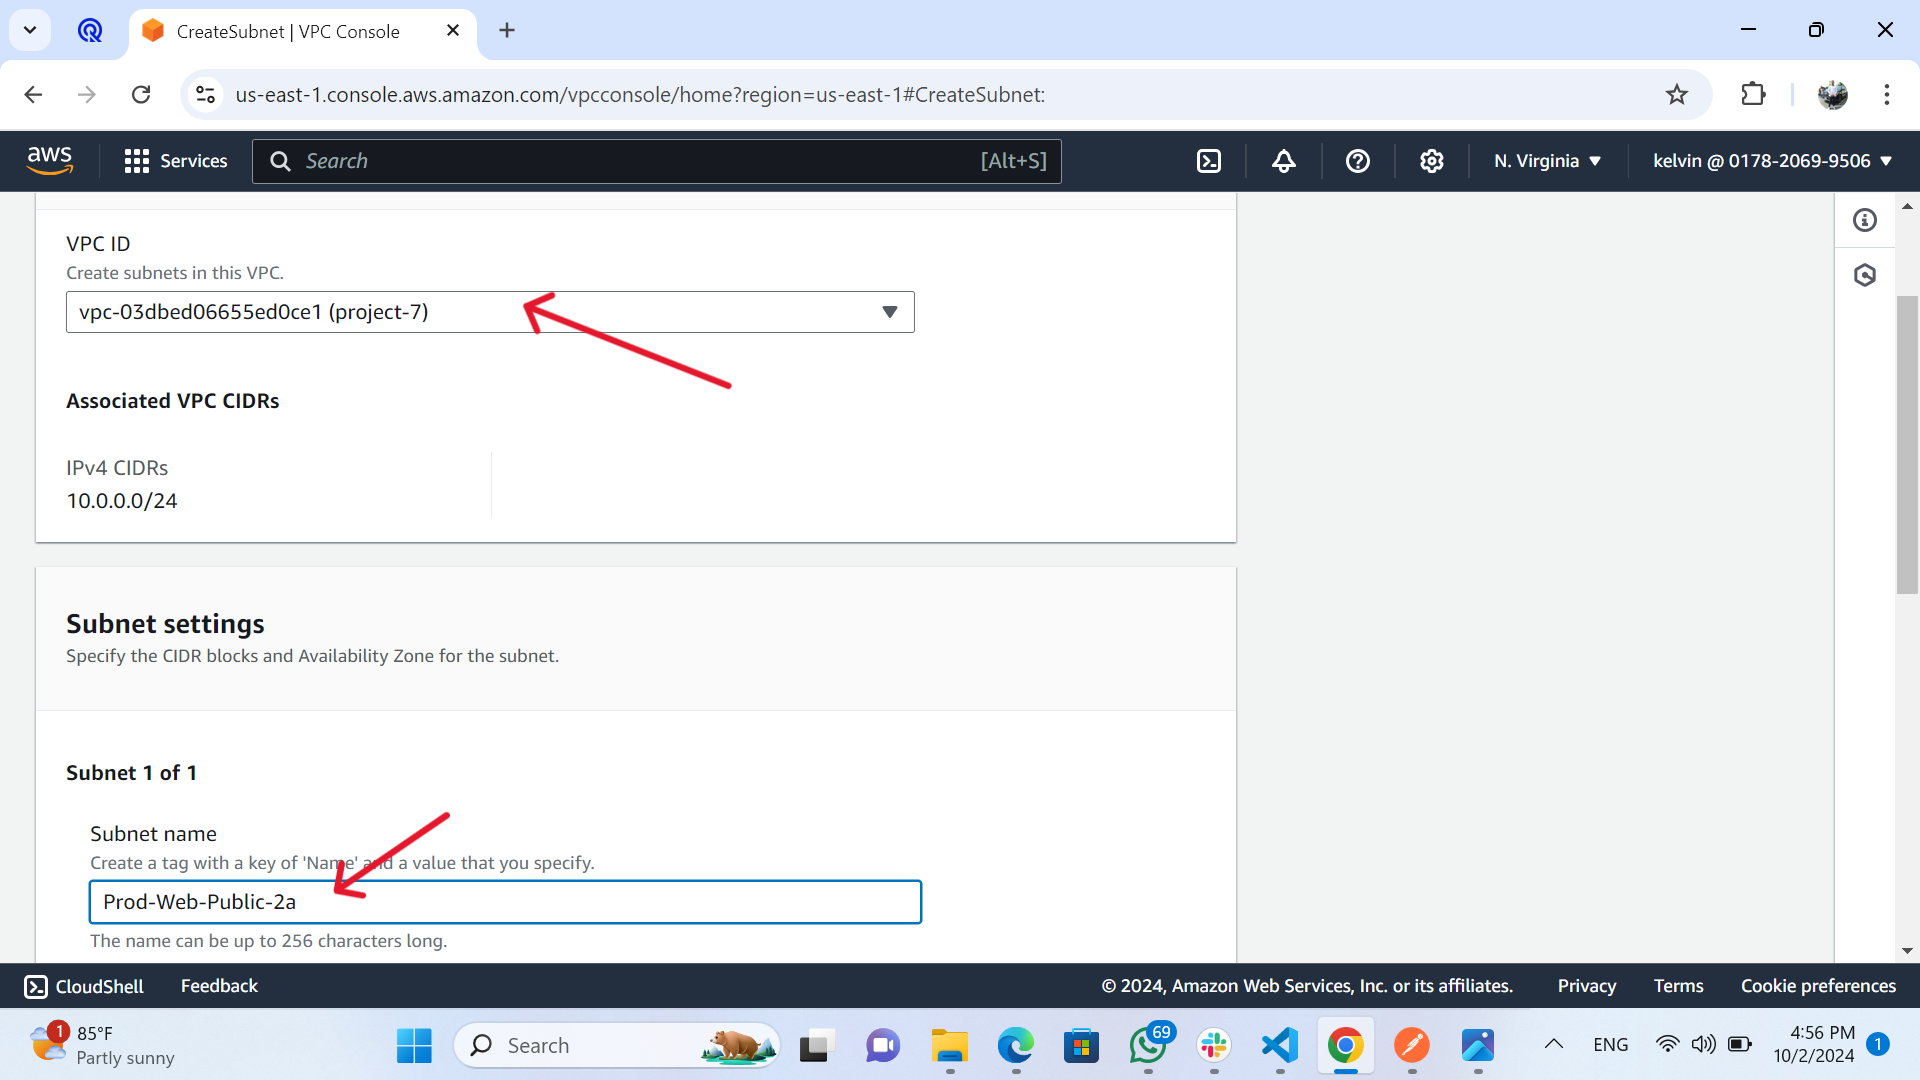 CreateSubnet | VPC Console
us-east-1.console.aws.amazon.com/vpcconsole/home?region=us-east-1#CreateSubnet:
aws Services Search [Alt+S] N. Virginia kelvin @ 0178-2069-9506
VPC ID
Create subnets in this VPC.
vpc-03dbed06655ed0ce1 (project-7)
Associated VPC CIDRs
IPv4 CIDRs
10.0.0.0/24
Subnet settings
Specify the CIDR blocks and Availability Zone for the subnet.
Subnet 1 of 1
Subnet name
Create a tag with a key of 'Name' and a value that you specify.
Prod-Web-Public-2a
The name can be up to 256 characters long.
CloudShell Feedback © 2024, Amazon Web Services, Inc. or its affiliates. Privacy Terms Cookie preferences
1 85°F
Partly sunny
Search
69
ENG
4:56 PM
10/2/2024
1